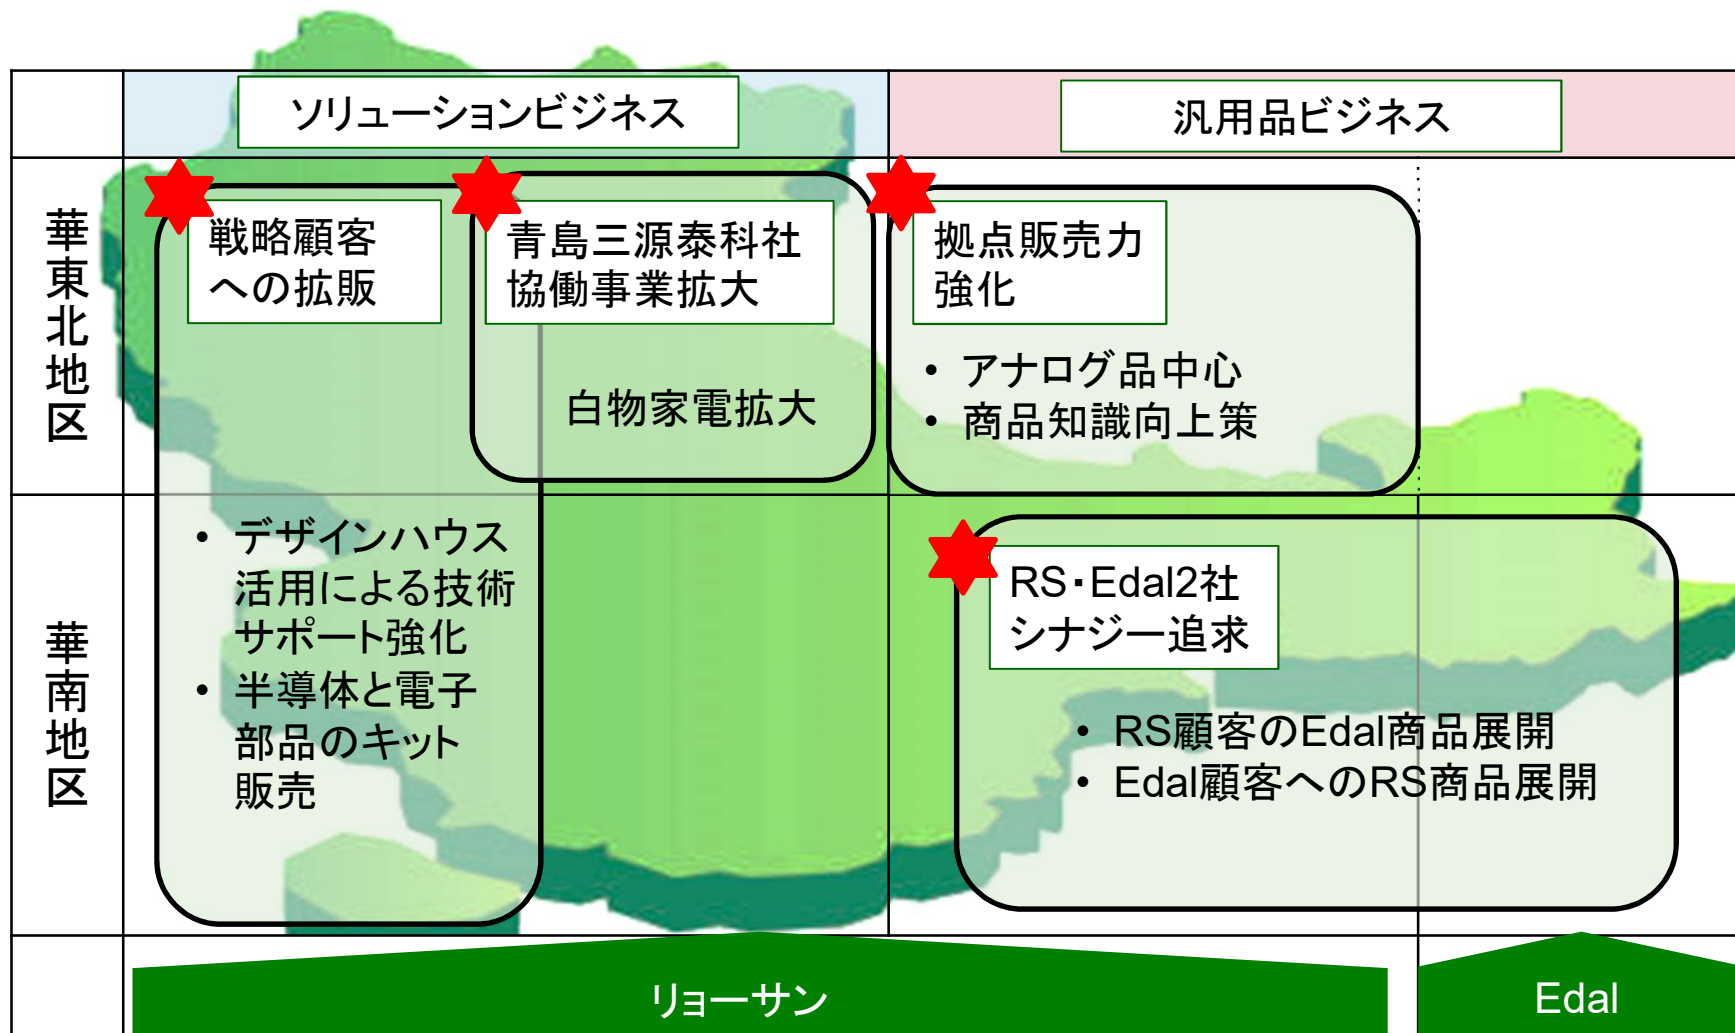 ソリューションビジネス
汎用品ビジネス
華東北地区
戦略顧客
への拡販
青島三源泰科社
協働事業拡大
白物家電拡大
拠点販売力
強化
• アナログ品中心
• 商品知識向上策
華南地区
• デザインハウス
活用による技術
サポート強化
• 半導体と電子
部品のキット
販売
RS・Edal2社
シナジー追求
• RS顧客のEdal商品展開
• Edal顧客へのRS商品展開
リョーサン
Edal